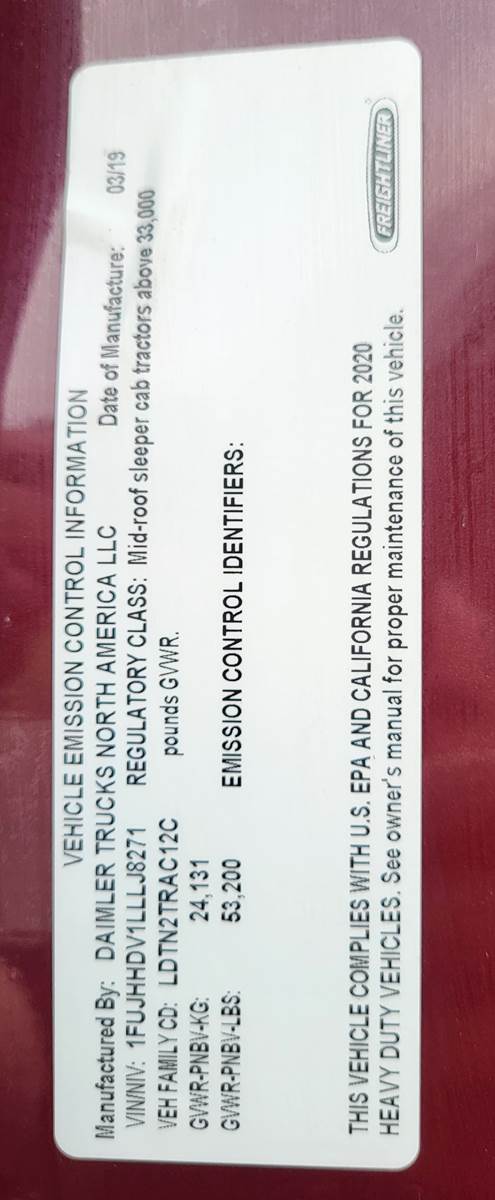 VEHICLE EMISSION CONTROL INFORMATION
Manufactured By: DAIMLER TRUCKS NORTH AMERICA LLC Date of Manufacture: 03/19
VIN/NIV: 1FUJHHDV1LLLJ8271 REGULATORY CLASS: Mid-roof sleeper cab tractors above 33,000
VEH FAMILY CD: LDTN2TRAC12C pounds GVWR.
GVWR-PNBV-KG: 24,131
GVWR-PNBV-LBS: 53,200 EMISSION CONTROL IDENTIFIERS:
THIS VEHICLE COMPLIES WITH U.S. EPA AND CALIFORNIA REGULATIONS FOR 2020
HEAVY DUTY VEHICLES. See owner's manual for proper maintenance of this vehicle.
FREIGHTLINER